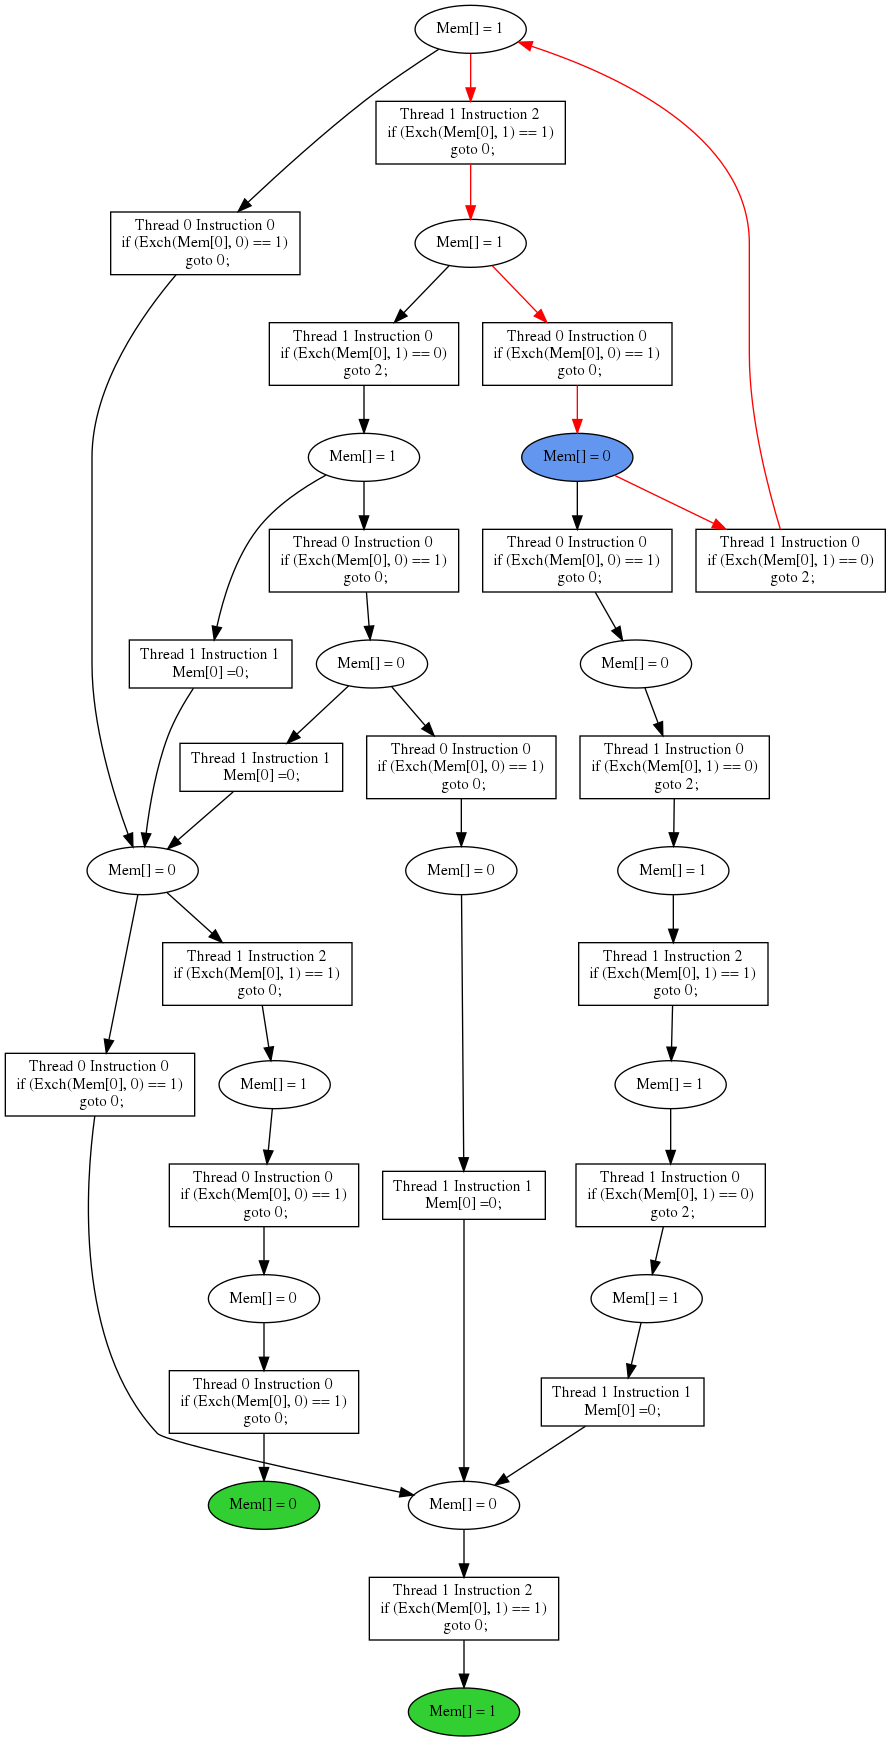 Mem[] = 1
Thread 1 Instruction 2
if (Exch(Mem[0], 1) == 1)
goto 0;
Thread 0 Instruction 0
if (Exch(Mem[0], 0) == 1)
goto 0;
Mem[] = 1
Thread 1 Instruction 0
if (Exch(Mem[0], 1) == 0)
goto 2;
Thread 0 Instruction 0
if (Exch(Mem[0], 0) == 1)
goto 0;
Mem[] = 1
Mem[] = 0
Thread 0 Instruction 0
if (Exch(Mem[0], 0) == 1)
goto 0;
Thread 0 Instruction 0
if (Exch(Mem[0], 0) == 1)
goto 0;
Thread 1 Instruction 0
if (Exch(Mem[0], 1) == 0)
goto 2;
Thread 1 Instruction 1
Mem[0] =0;
Mem[] = 0
Mem[] = 0
Thread 1 Instruction 1
Mem[0] =0;
Thread 0 Instruction 0
if (Exch(Mem[0], 0) == 1)
goto 0;
Thread 1 Instruction 0
if (Exch(Mem[0], 1) == 0)
goto 2;
Mem[] = 0
Mem[] = 0
Mem[] = 1
Thread 1 Instruction 2
if (Exch(Mem[0], 1) == 1)
goto 0;
Thread 1 Instruction 2
if (Exch(Mem[0], 1) == 1)
goto 0;
Thread 0 Instruction 0
if (Exch(Mem[0], 0) == 1)
goto 0;
Mem[] = 1
Mem[] = 1
Thread 0 Instruction 0
if (Exch(Mem[0], 0) == 1)
goto 0;
Thread 1 Instruction 1
Mem[0] =0;
Thread 1 Instruction 0
if (Exch(Mem[0], 1) == 0)
goto 2;
Mem[] = 0
Mem[] = 1
Thread 0 Instruction 0
if (Exch(Mem[0], 0) == 1)
goto 0;
Thread 1 Instruction 1
Mem[0] =0;
Mem[] = 0
Mem[] = 0
Thread 1 Instruction 2
if (Exch(Mem[0], 1) == 1)
goto 0;
Mem[] = 1